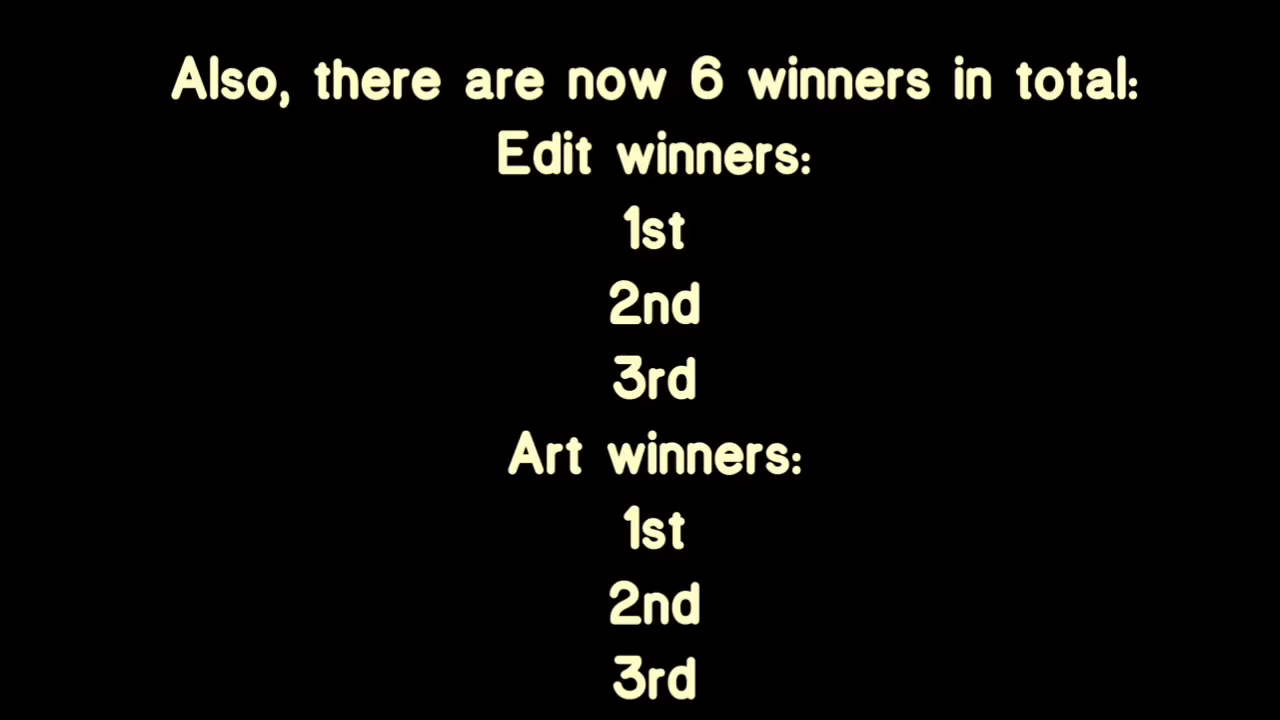 Also, there are now 6 winners in total:
Edit winners:
1st
2nd
3rd
Art winners:
1st
2nd
3rd